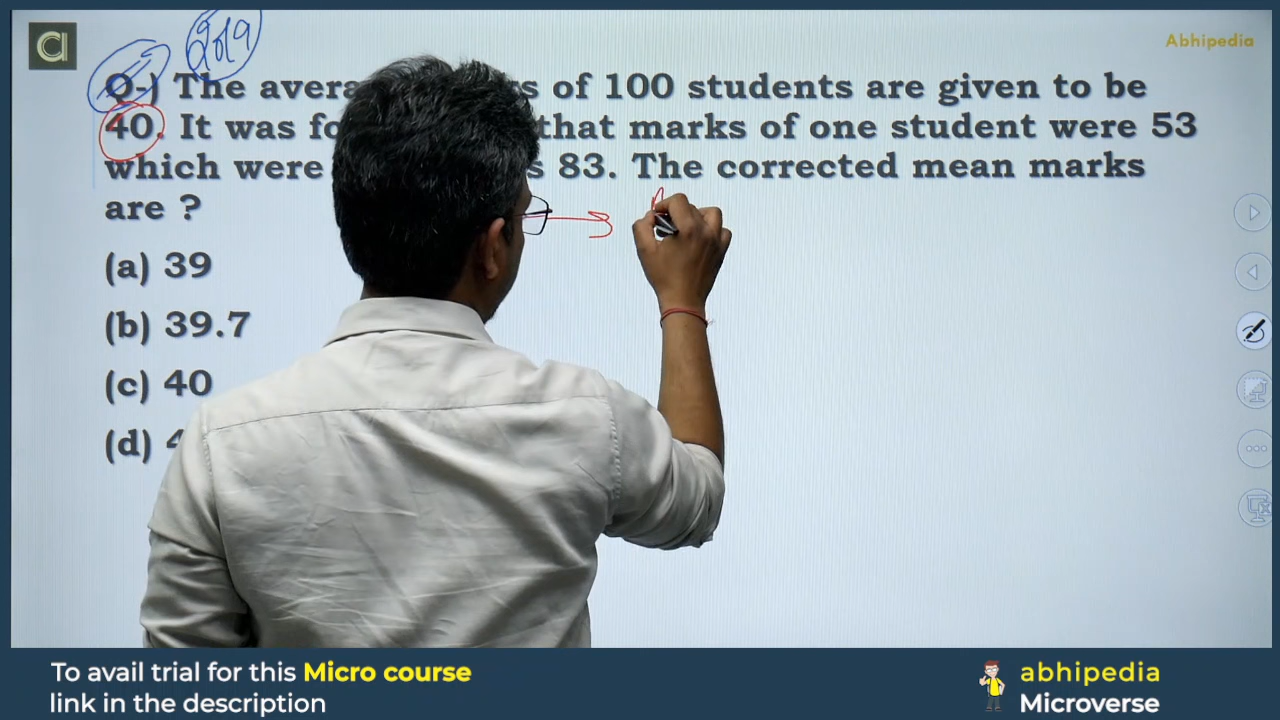 Abhipedia
Q-) The avera s of 100 students are given to be
40. It was fo that marks of one student were 53
which were s 83. The corrected mean marks
are ?
(a) 39
(b) 39.7
(c) 40
(d) 4
To avail trial for this Micro course
link in the description
abhipedia
Microverse